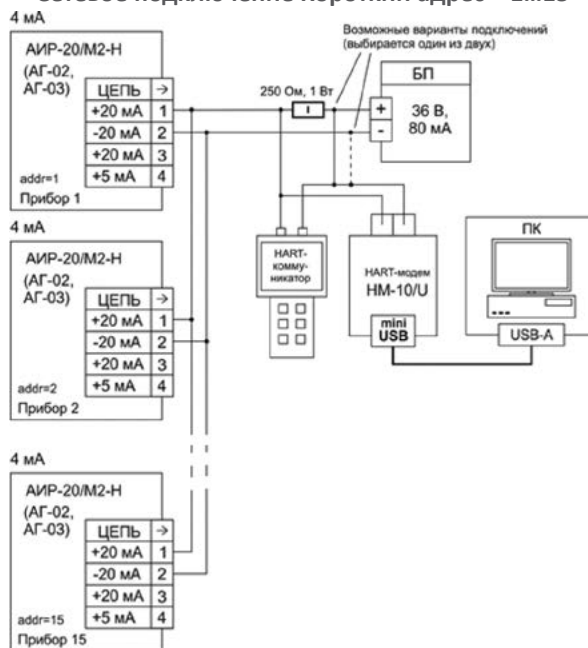 4 мА
АИР-20/М2-Н
(АГ-02,
АГ-03)
ЦЕПЬ →
+20 мА 1
-20 мА 2
+20 мА 3
+5 мА 4
addr=1
Прибор 1
Возможные варианты подключений
(выбирается один из двух)
250 Ом, 1 Вт
БП
+
-
36 В,
80 мА
4 мА
АИР-20/М2-Н
(АГ-02,
АГ-03)
ЦЕПЬ →
+20 мА 1
-20 мА 2
+20 мА 3
+5 мА 4
addr=2
Прибор 2
HART-
комму-
никатор
HART-модем
HM-10/U
mini
USB
ПК
USB-A
4 мА
АИР-20/М2-Н
(АГ-02,
АГ-03)
ЦЕПЬ →
+20 мА 1
-20 мА 2
+20 мА 3
+5 мА 4
addr=15
Прибор 15